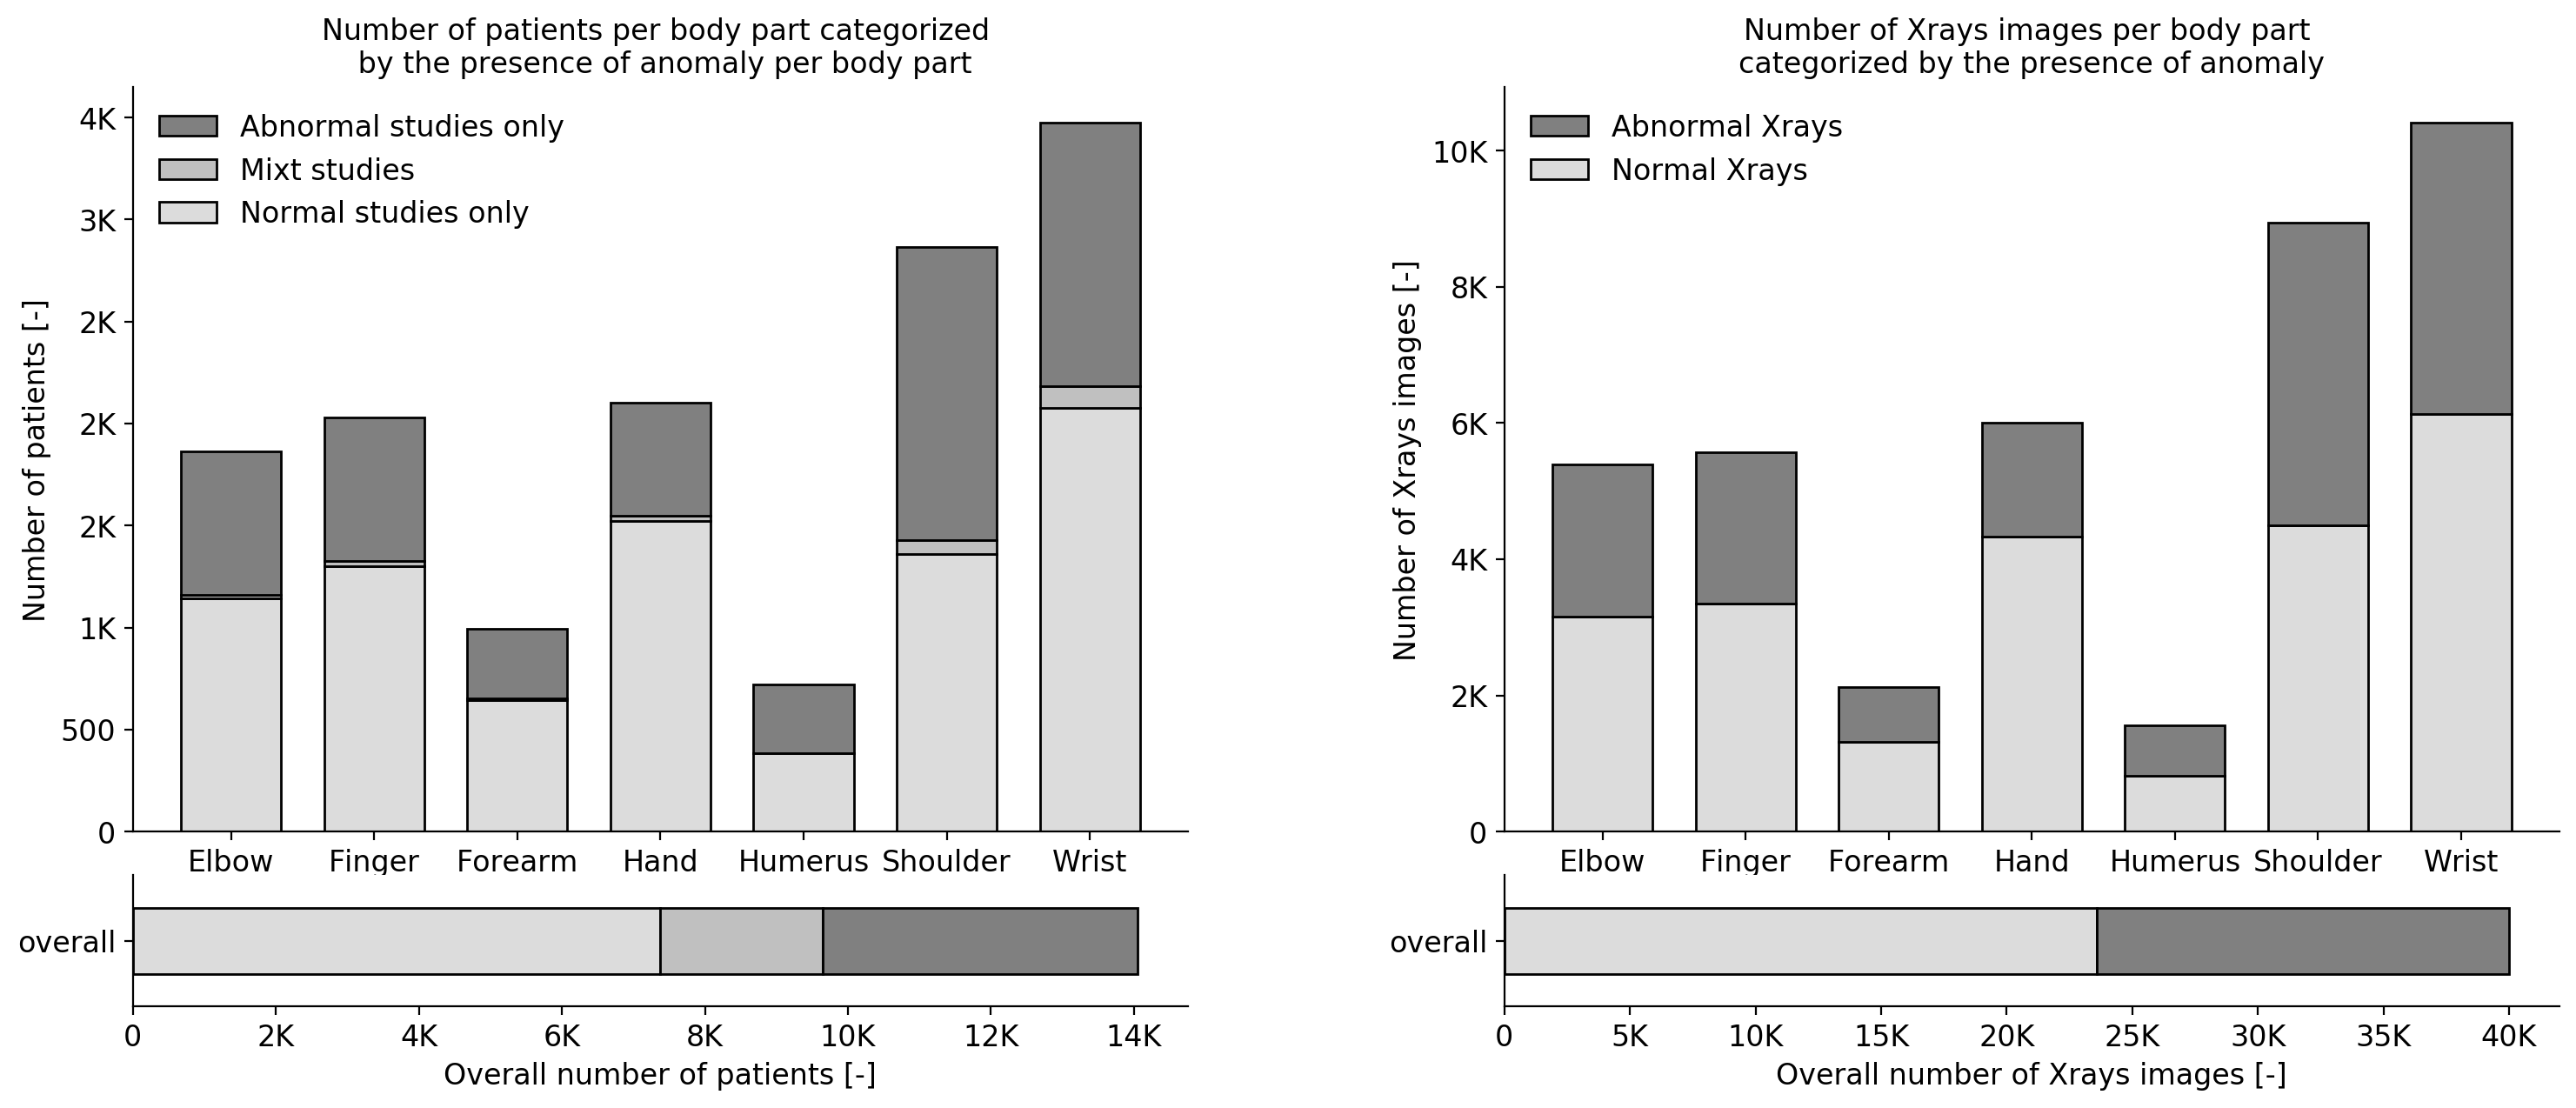 Number of patients per body part categorized
by the presence of anomaly per body part
Abnormal studies only
Mixt studies
Normal studies only
4K
3K
2K
2K
2K
1K
500
0
Number of patients [-]
Elbow Finger Forearm Hand Humerus Shoulder Wrist
overall
0 2K 4K 6K 8K 10K 12K 14K
Overall number of patients [-]
Number of Xrays images per body part
categorized by the presence of anomaly
Abnormal Xrays
Normal Xrays
10K
8K
6K
4K
2K
0
Number of Xrays images [-]
Elbow Finger Forearm Hand Humerus Shoulder Wrist
overall
0 5K 10K 15K 20K 25K 30K 35K 40K
Overall number of Xrays images [-]